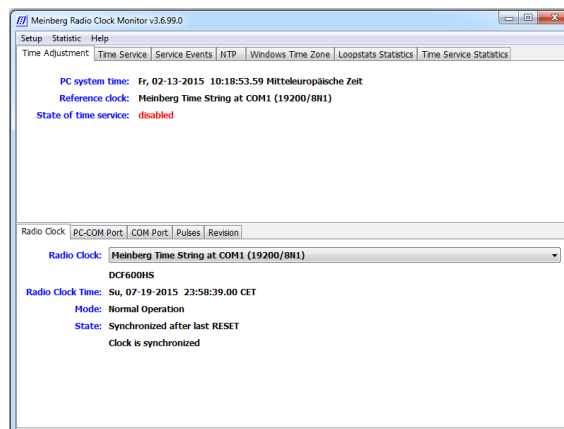 Meinberg Radio Clock Monitor v3.6.99.0
Setup Statistic Help
Time Adjustment Time Service Service Events NTP Windows Time Zone Loopstats Statistics Time Service Statistics
PC system time: Fr, 02-13-2015 10:18:53.59 Mitteleuropäische Zeit
Reference clock: Meinberg Time String at COM1 (19200/8N1)
State of time service: disabled
Radio Clock PC-COM Port COM Port Pulses Revision
Radio Clock: Meinberg Time String at COM1 (19200/8N1)
DCF600HS
Radio Clock Time: Su, 07-19-2015 23:58:39.00 CET
Mode: Normal Operation
State: Synchronized after last RESET
Clock is synchronized